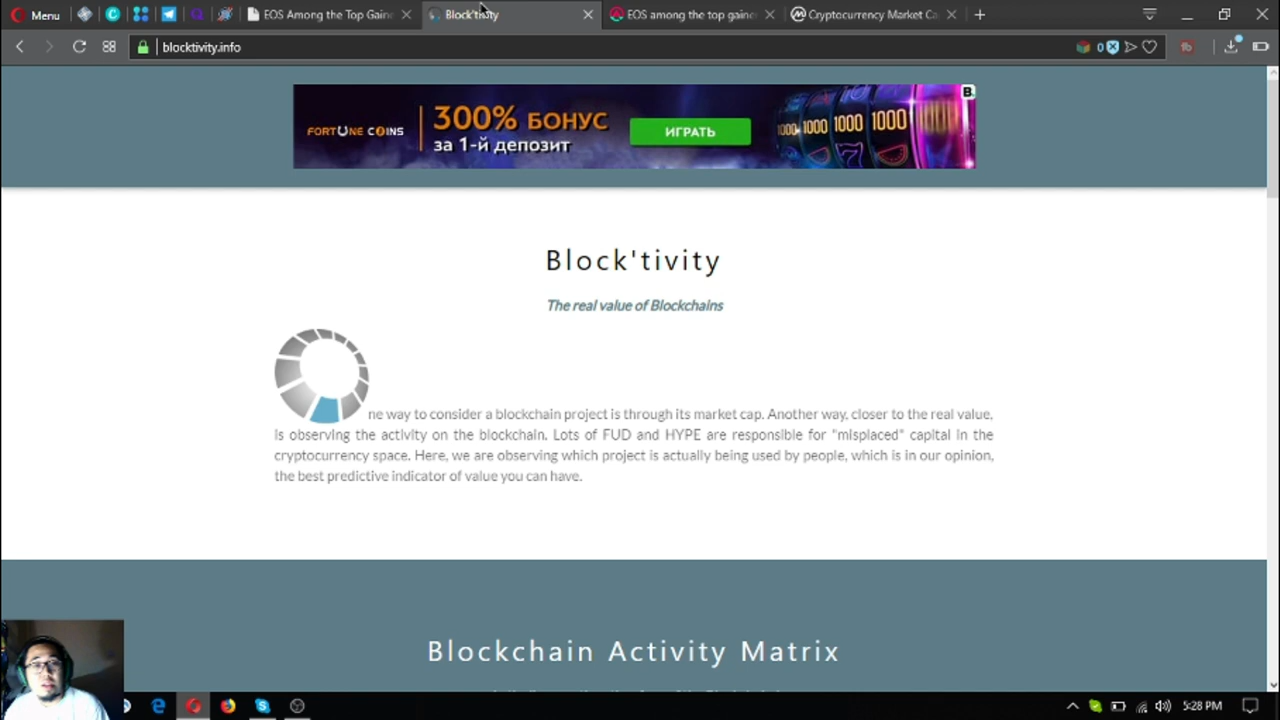 Menu
EOS Among the Top Gaine
Block'tivity
EOS among the top gaine
Cryptocurrency Market Ca
blocktivity.info
0
FORTUNE COINS
300% БОНУС
за 1-й депозит
ИГРАТЬ
1000 1000 1000 1000
B
Block'tivity
The real value of Blockchains
ne way to consider a blockchain project is through its market cap. Another way, closer to the real value,
is observing the activity on the blockchain. Lots of FUD and HYPE are responsible for "misplaced" capital in the
cryptocurrency space. Here, we are observing which project is actually being used by people, which is in our opinion,
the best predictive indicator of value you can have.
Blockchain Activity Matrix
5:28 PM